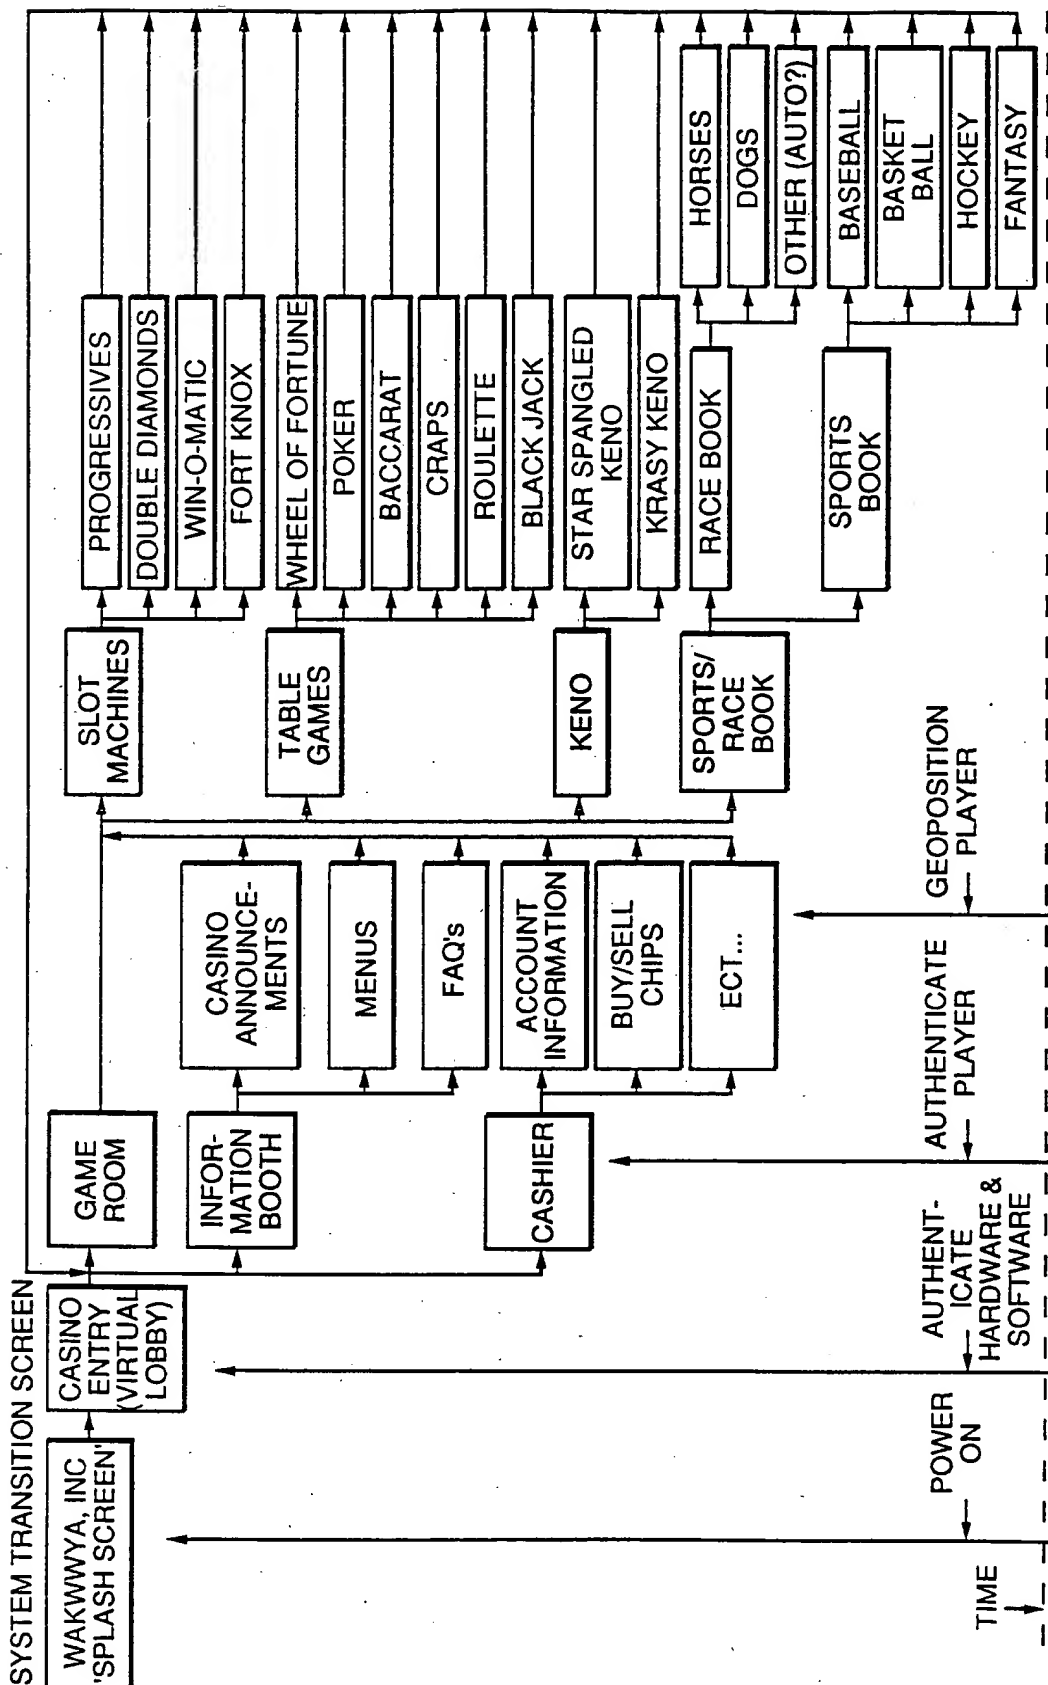 SYSTEM TRANSITION SCREEN
WAKWWYA, INC
'SPLASH SCREEN'
CASINO
ENTRY
(VIRTUAL
LOBBY)
GAME
ROOM
INFOR-
MATION
BOOTH
CASHIER
CASINO
ANNOUNCE-
MENTS
MENUS
FAQ's
ACCOUNT
INFORMATION
BUY/SELL
CHIPS
ECT...
SLOT
MACHINES
TABLE
GAMES
KENO
SPORTS/
RACE
BOOK
PROGRESSIVES
DOUBLE DIAMONDS
WIN-O-MATIC
FORT KNOX
WHEEL OF FORTUNE
POKER
BACCARAT
CRAPS
ROULETTE
BLACK JACK
STAR SPANGLED
KENO
KRASY KENO
RACE BOOK
SPORTS
BOOK
HORSES
DOGS
OTHER (AUTO?)
BASEBALL
BASKET
BALL
HOCKEY
FANTASY
TIME
POWER
ON
AUTHENT-
ICATE
HARDWARE &
SOFTWARE
AUTHENTICATE
PLAYER
GEOPOSITION
PLAYER